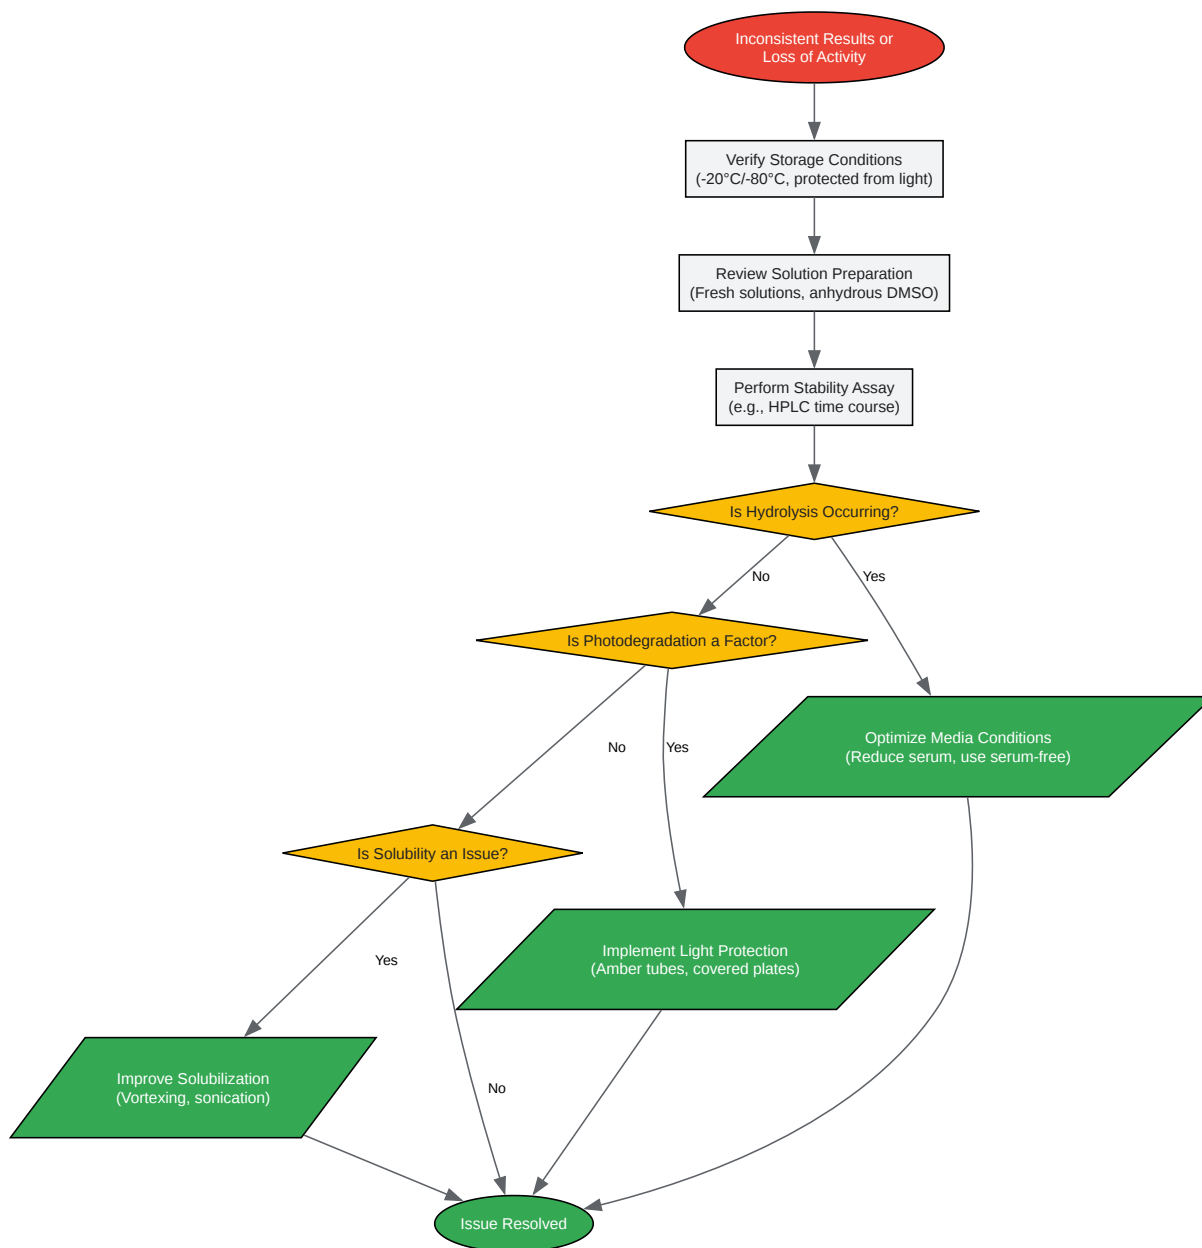 Inconsistent Results or
Loss of Activity
Verify Storage Conditions
(-20°C/-80°C, protected from light)
Review Solution Preparation
(Fresh solutions, anhydrous DMSO)
Perform Stability Assay
(e.g., HPLC time course)
Is Hydrolysis Occurring?
No
Yes
Is Photodegradation a Factor?
Optimize Media Conditions
(Reduce serum, use serum-free)
No
Yes
Is Solubility an Issue?
Implement Light Protection
(Amber tubes, covered plates)
Yes
Improve Solubilization
(Vortexing, sonication)
No
Issue Resolved